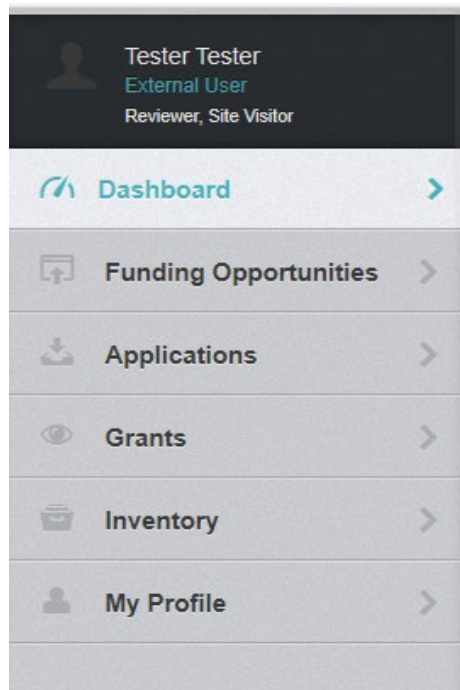 Tester Tester
External User
Reviewer, Site Visitor
Dashboard
Funding Opportunities
Applications
Grants
Inventory
My Profile